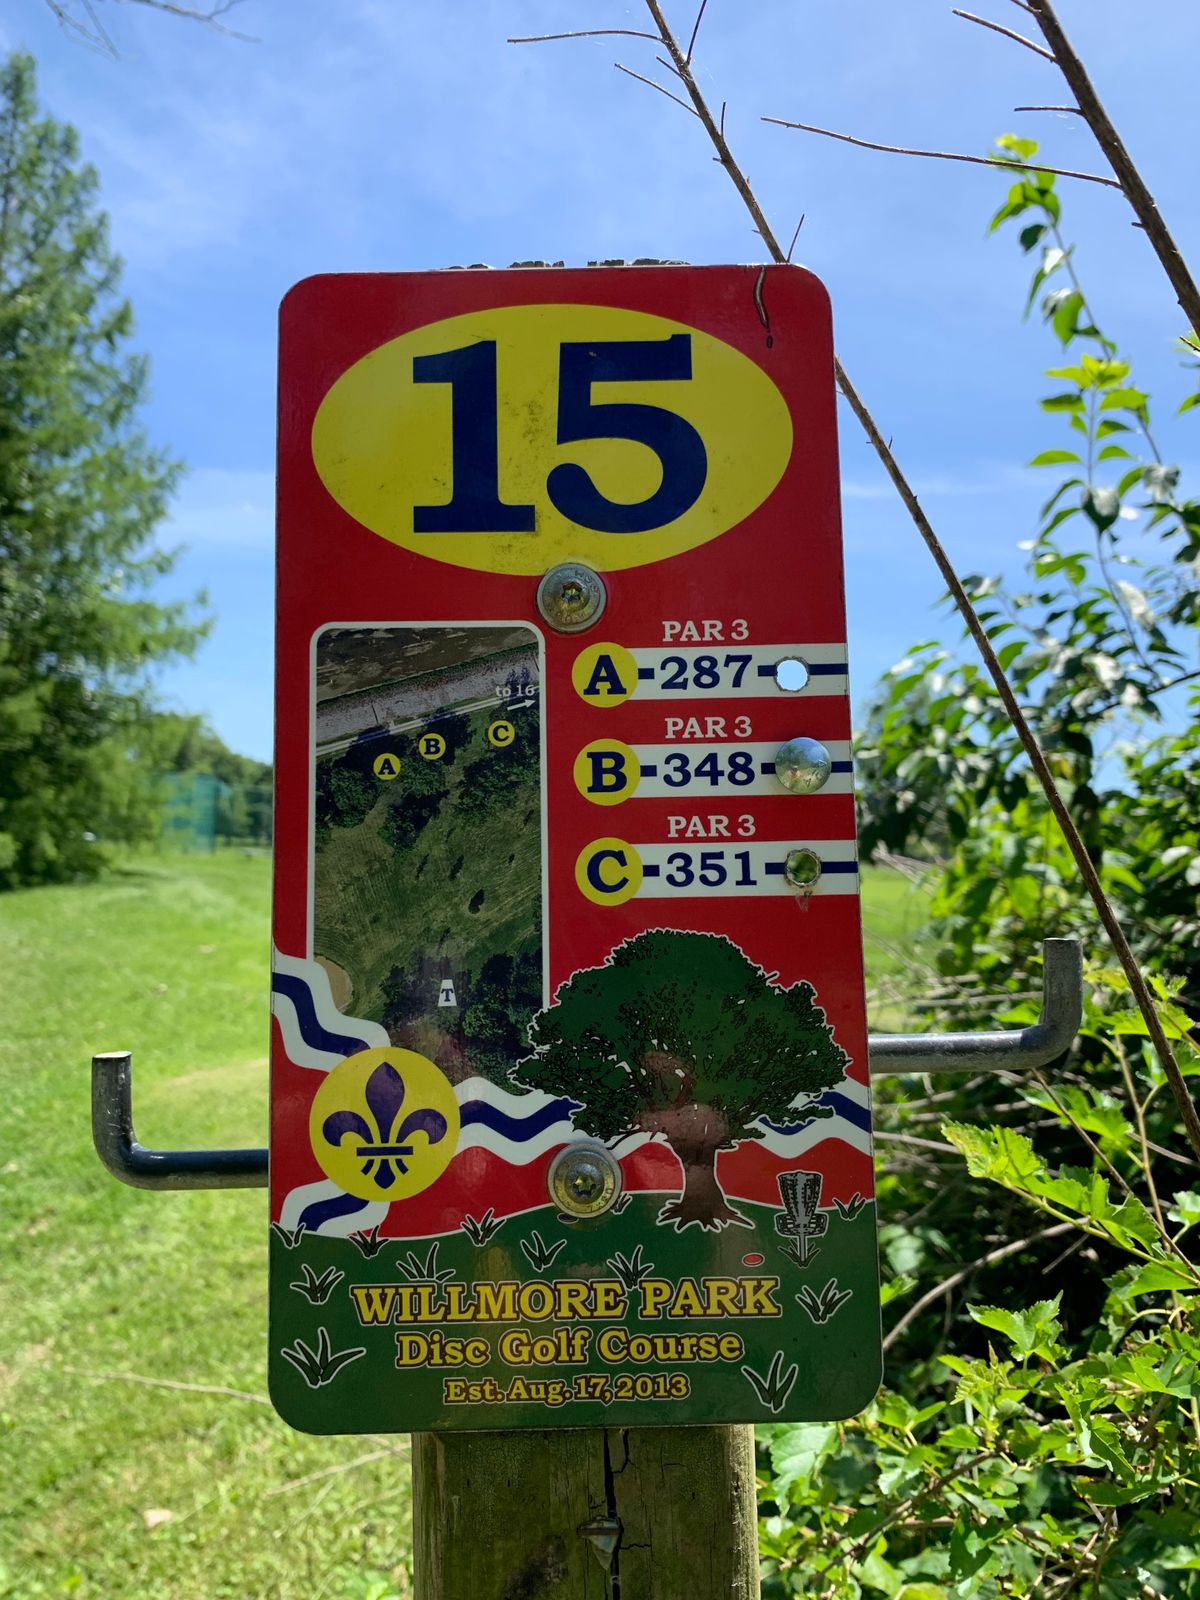 15
to 16
A
B
C
T
PAR 3
A 287
PAR 3
B 348
PAR 3
C 351
WILLMORE PARK
Disc Golf Course
Est. Aug. 17, 2013